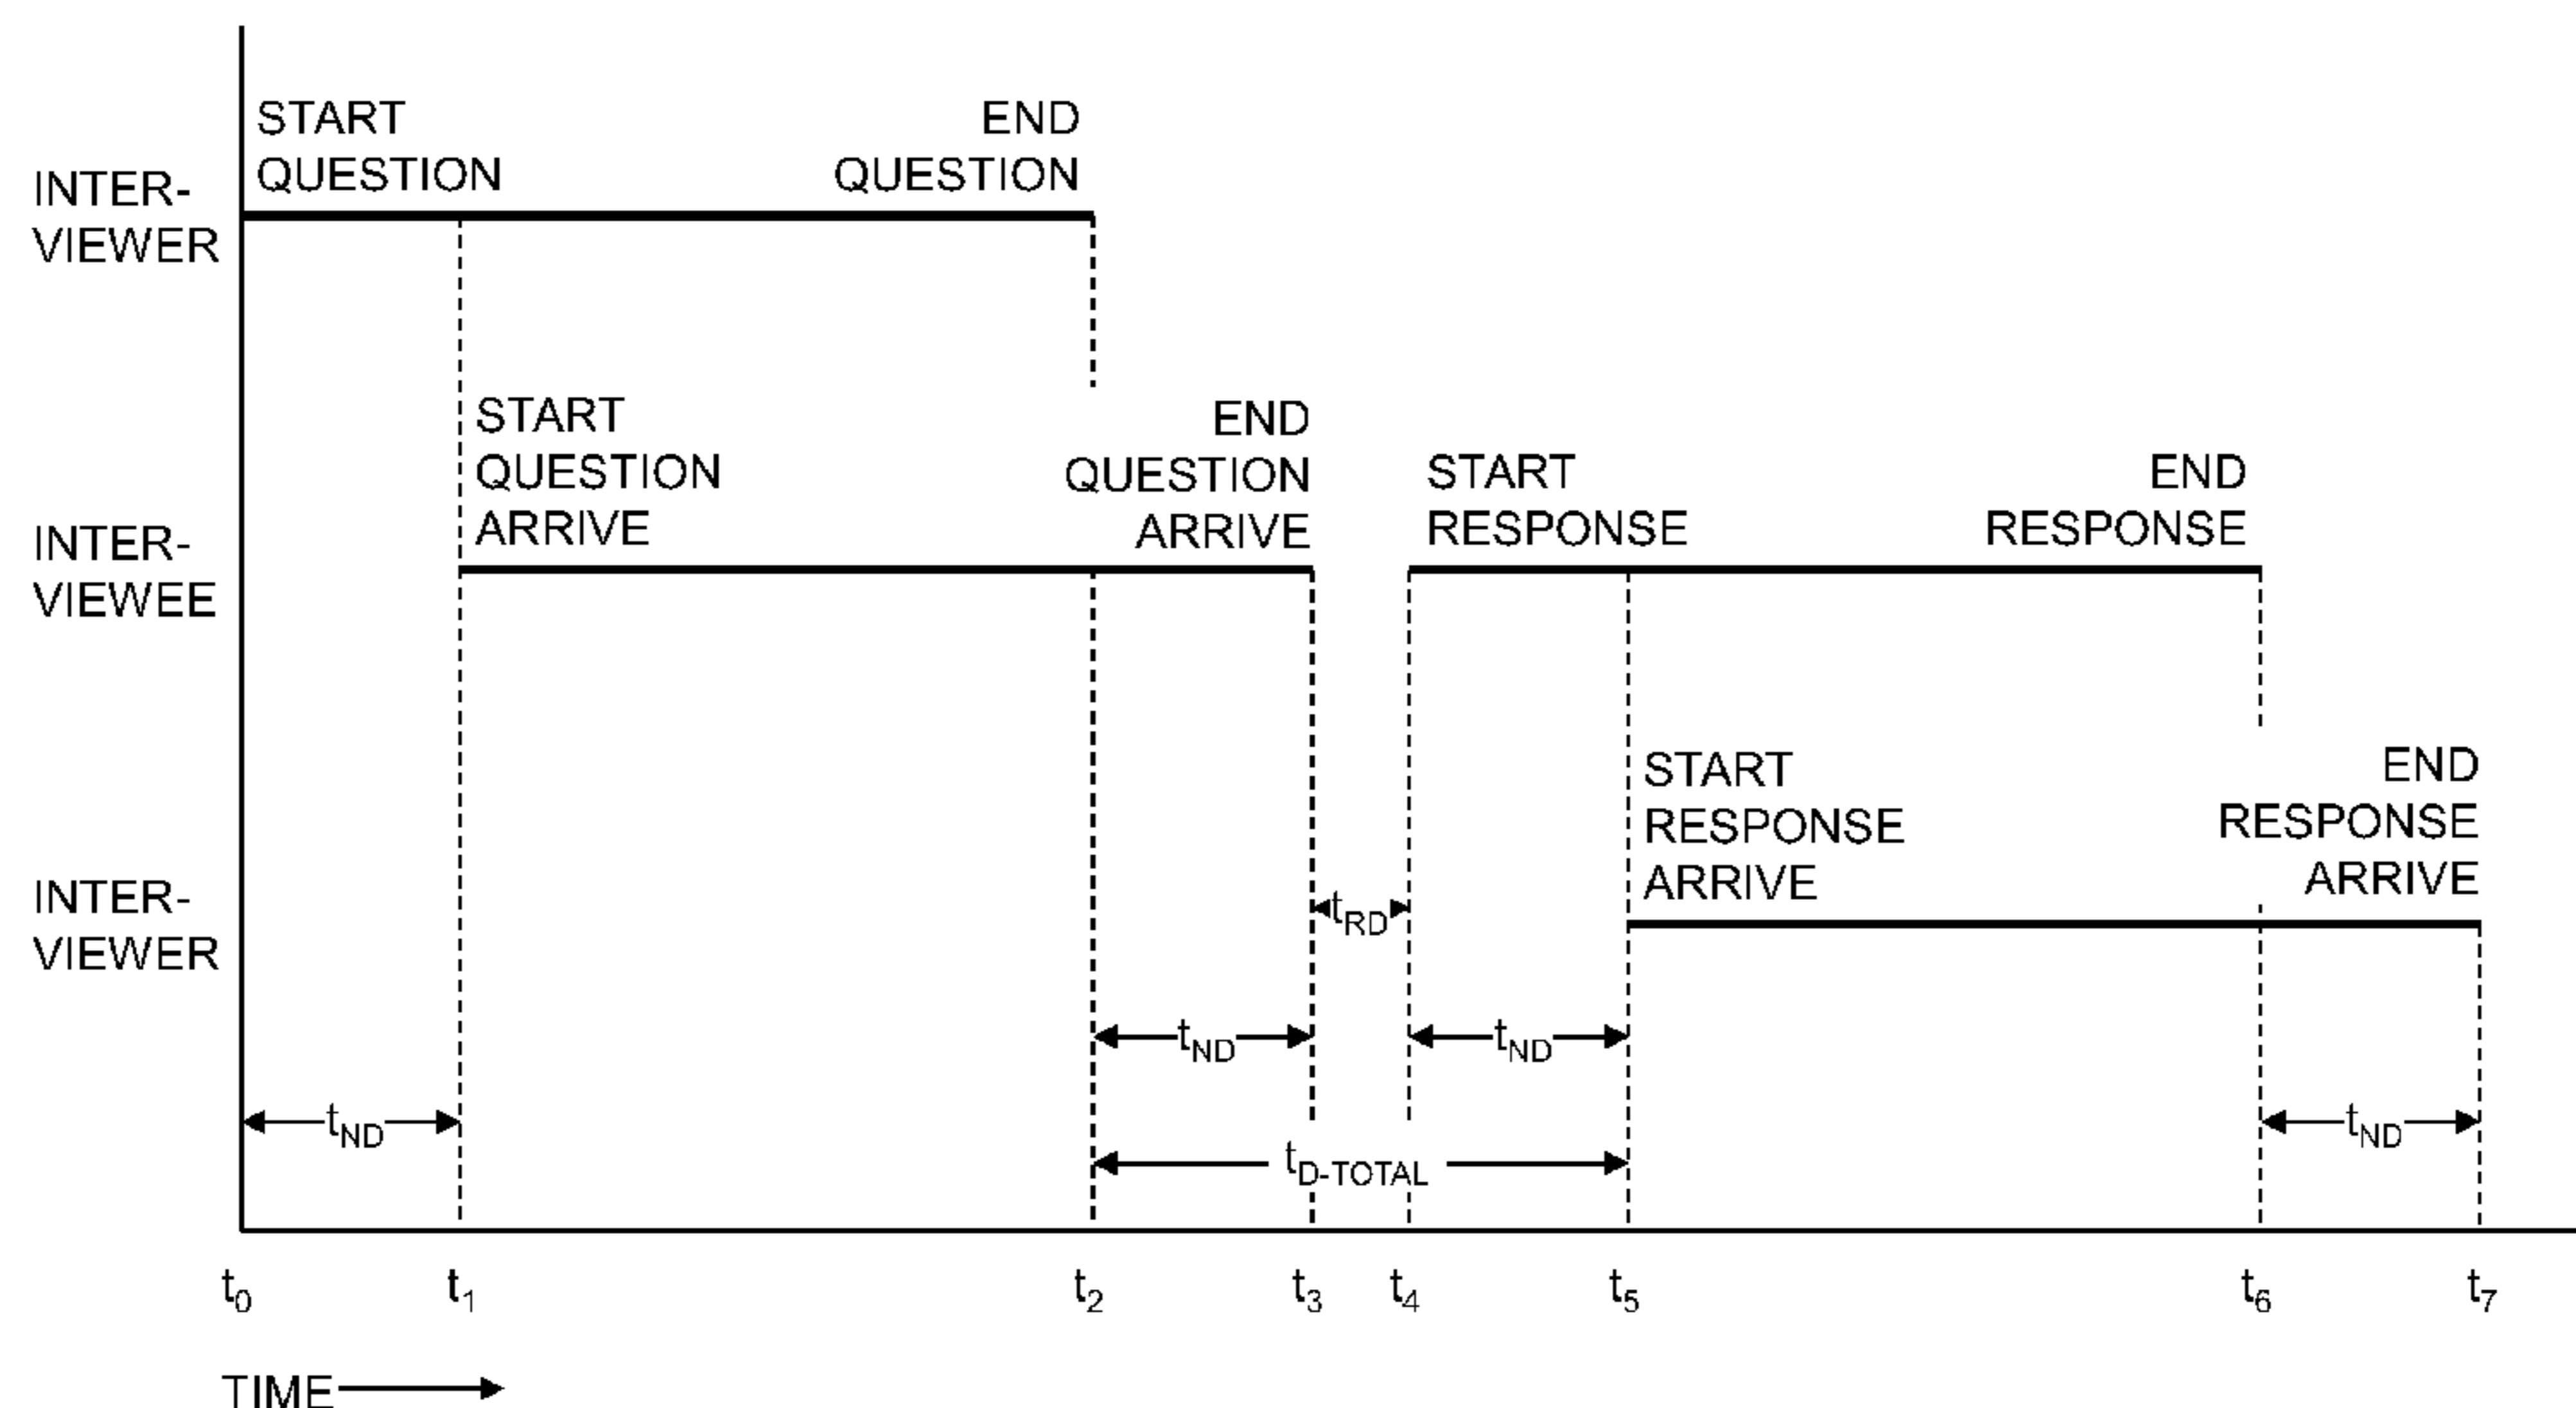 START
QUESTION
END
QUESTION
INTER-
VIEWER
START
QUESTION
ARRIVE
END
QUESTION
ARRIVE
START
RESPONSE
END
RESPONSE
INTER-
VIEWEE
START
RESPONSE
ARRIVE
END
RESPONSE
ARRIVE
INTER-
VIEWER
tRD
tND
tND
tND
tND
tD-TOTAL
t0 t1 t2 t3 t4 t5 t6 t7
TIME